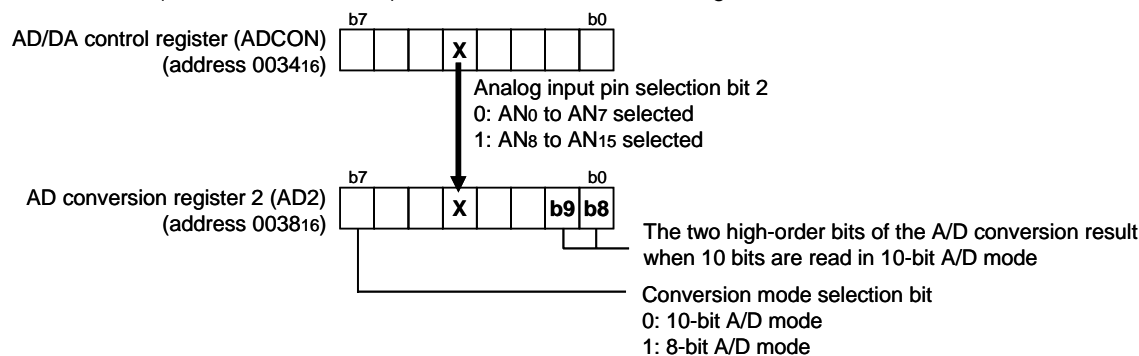 b7 b0
AD/DA control register (ADCON)
(address 003416)
X
Analog input pin selection bit 2
0: AN0 to AN7 selected
1: AN8 to AN15 selected
b7 b0
AD conversion register 2 (AD2)
(address 003816)
X b9 b8
The two high-order bits of the A/D conversion result
when 10 bits are read in 10-bit A/D mode
Conversion mode selection bit
0: 10-bit A/D mode
1: 8-bit A/D mode